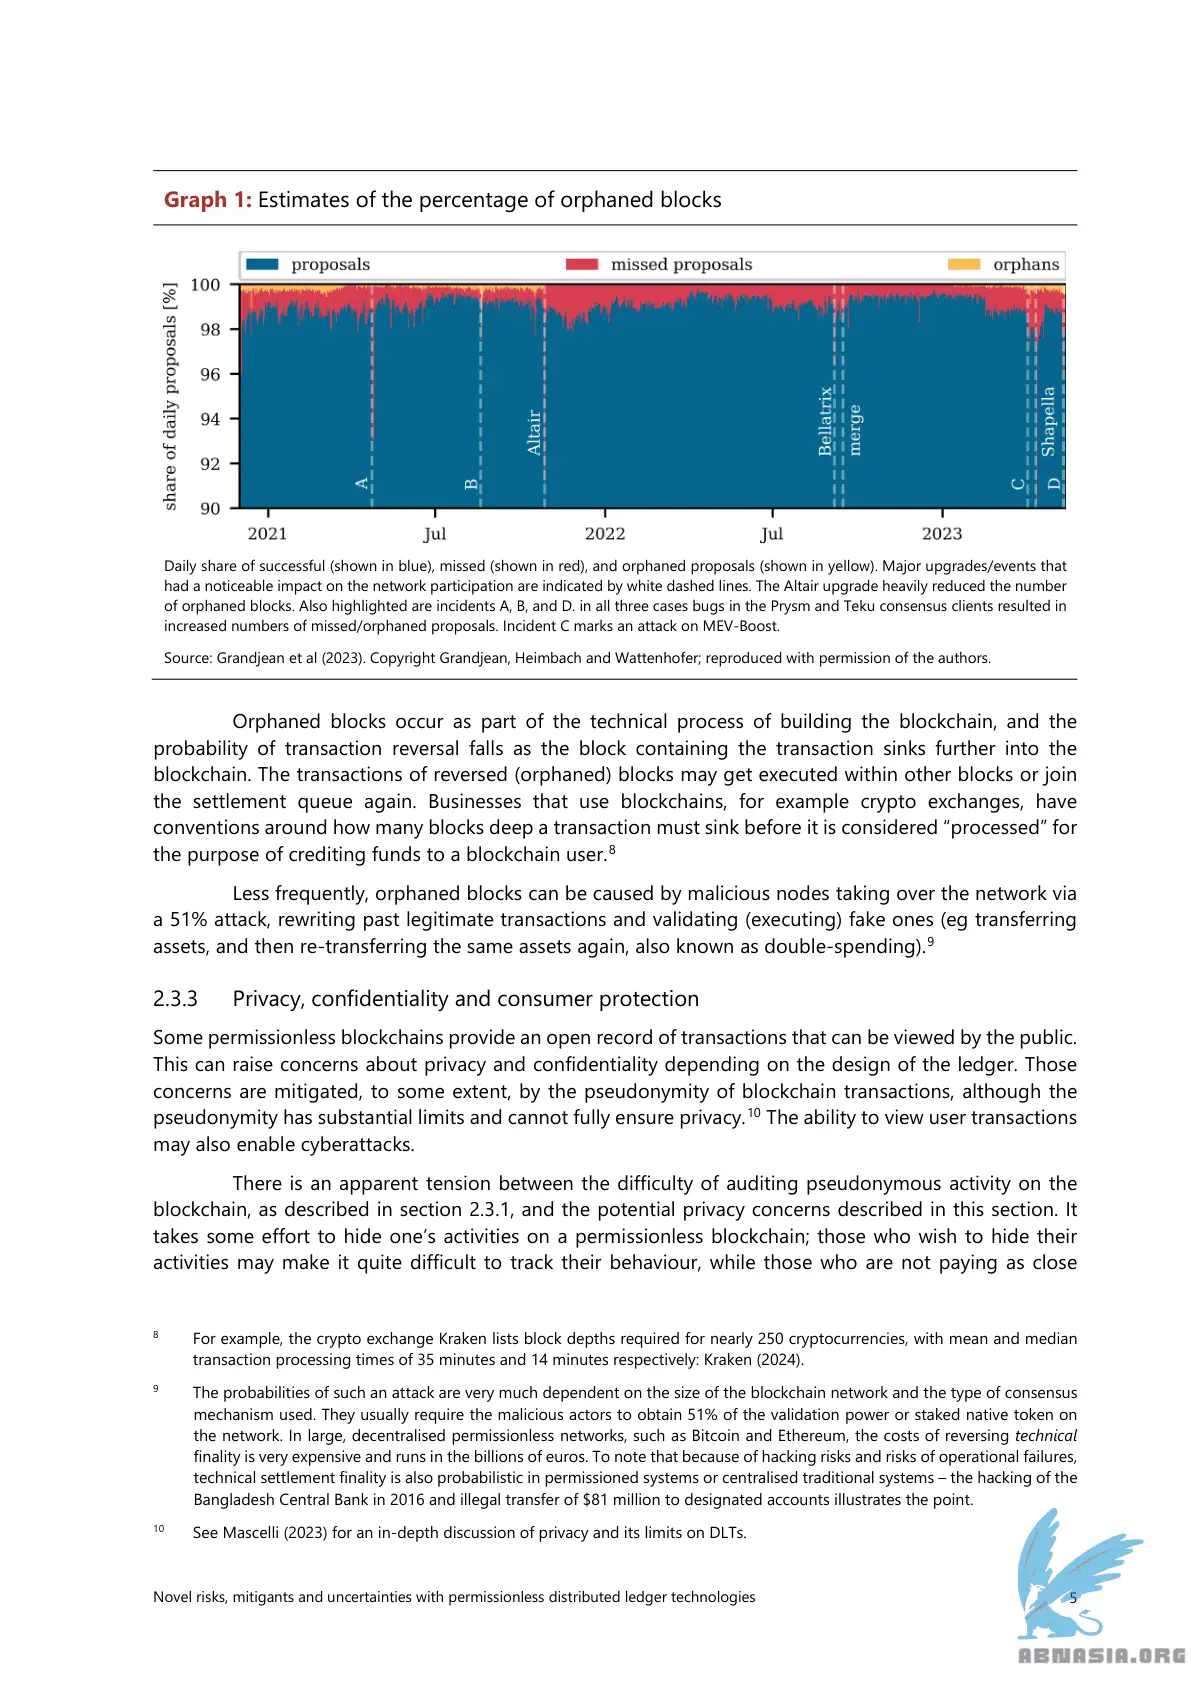 Graph 1: Estimates of the percentage of orphaned blocks
proposals
missed proposals
orphans
share of daily proposals [%]
100
98
96
94
92
90
A
B
Altair
Bellatrix
merge
C
Shapella
D
2021
Jul
2022
Jul
2023
Daily share of successful (shown in blue), missed (shown in red), and orphaned proposals (shown in yellow). Major upgrades/events that
had a noticeable impact on the network participation are indicated by white dashed lines. The Altair upgrade heavily reduced the number
of orphaned blocks. Also highlighted are incidents A, B, and D. in all three cases bugs in the Prysm and Teku consensus clients resulted in
increased numbers of missed/orphaned proposals. Incident C marks an attack on MEV-Boost.
Source: Grandjean et al (2023). Copyright Grandjean, Heimbach and Wattenhofer; reproduced with permission of the authors.
Orphaned blocks occur as part of the technical process of building the blockchain, and the
probability of transaction reversal falls as the block containing the transaction sinks further into the
blockchain. The transactions of reversed (orphaned) blocks may get executed within other blocks or join
the settlement queue again. Businesses that use blockchains, for example crypto exchanges, have
conventions around how many blocks deep a transaction must sink before it is considered “processed” for
the purpose of crediting funds to a blockchain user.8
Less frequently, orphaned blocks can be caused by malicious nodes taking over the network via
a 51% attack, rewriting past legitimate transactions and validating (executing) fake ones (eg transferring
assets, and then re-transferring the same assets again, also known as double-spending).9
2.3.3 Privacy, confidentiality and consumer protection
Some permissionless blockchains provide an open record of transactions that can be viewed by the public.
This can raise concerns about privacy and confidentiality depending on the design of the ledger. Those
concerns are mitigated, to some extent, by the pseudonymity of blockchain transactions, although the
pseudonymity has substantial limits and cannot fully ensure privacy.10 The ability to view user transactions
may also enable cyberattacks.
There is an apparent tension between the difficulty of auditing pseudonymous activity on the
blockchain, as described in section 2.3.1, and the potential privacy concerns described in this section. It
takes some effort to hide one’s activities on a permissionless blockchain; those who wish to hide their
activities may make it quite difficult to track their behaviour, while those who are not paying as close
8 For example, the crypto exchange Kraken lists block depths required for nearly 250 cryptocurrencies, with mean and median
transaction processing times of 35 minutes and 14 minutes respectively: Kraken (2024).
9 The probabilities of such an attack are very much dependent on the size of the blockchain network and the type of consensus
mechanism used. They usually require the malicious actors to obtain 51% of the validation power or staked native token on
the network. In large, decentralised permissionless networks, such as Bitcoin and Ethereum, the costs of reversing technical
finality is very expensive and runs in the billions of euros. To note that because of hacking risks and risks of operational failures,
technical settlement finality is also probabilistic in permissioned systems or centralised traditional systems – the hacking of the
Bangladesh Central Bank in 2016 and illegal transfer of $81 million to designated accounts illustrates the point.
10 See Mascelli (2023) for an in-depth discussion of privacy and its limits on DLTs.
Novel risks, mitigants and uncertainties with permissionless distributed ledger technologies 5
ABNASIA.ORG